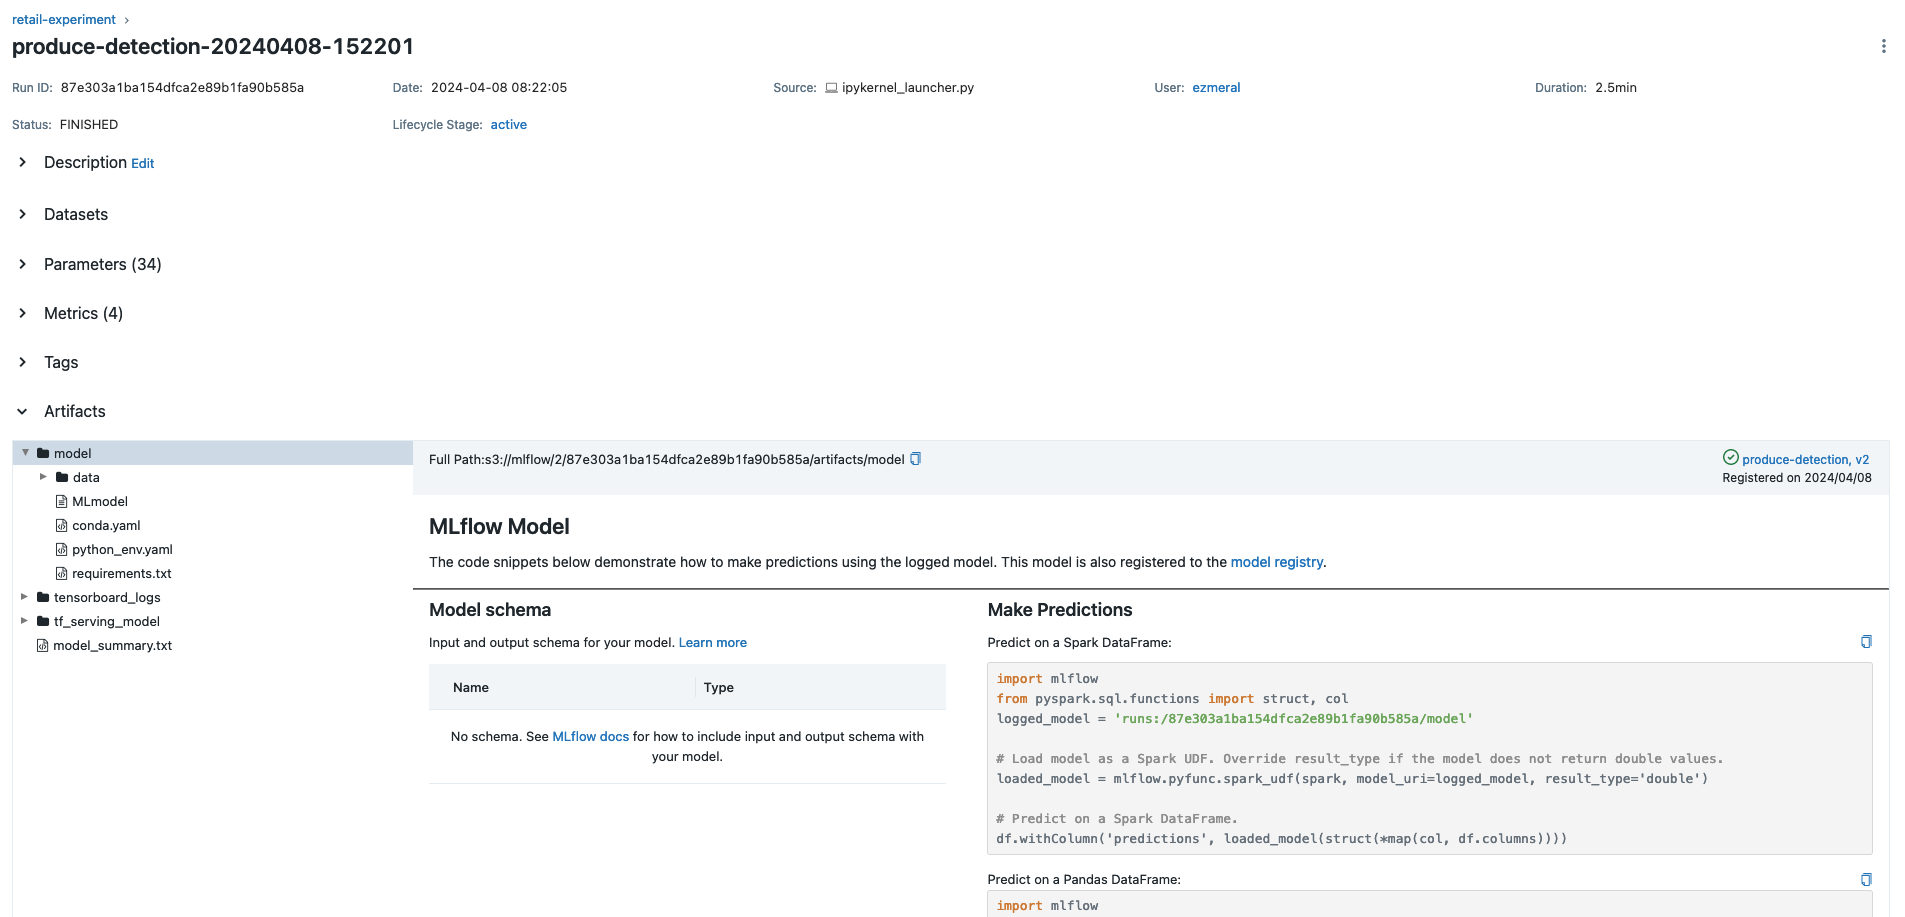 retail-experiment ›
produce-detection-20240408-152201
Run ID: 87e303a1ba154dfca2e89b1fa90b585a Date: 2024-04-08 08:22:05 Source: ipykernel_launcher.py User: ezmeral Duration: 2.5min
Status: FINISHED Lifecycle Stage: active
Description Edit
Datasets
Parameters (34)
Metrics (4)
Tags
Artifacts
model
data
MLmodel
conda.yaml
python_env.yaml
requirements.txt
tensorboard_logs
tf_serving_model
model_summary.txt
Full Path:s3://mlflow/2/87e303a1ba154dfca2e89b1fa90b585a/artifacts/model
produce-detection, v2
Registered on 2024/04/08
MLflow Model
The code snippets below demonstrate how to make predictions using the logged model. This model is also registered to the model registry.
Model schema
Input and output schema for your model. Learn more
Name Type
No schema. See MLflow docs for how to include input and output schema with
your model.
Make Predictions
Predict on a Spark DataFrame:
import mlflow
from pyspark.sql.functions import struct, col
logged_model = 'runs:/87e303a1ba154dfca2e89b1fa90b585a/model'
# Load model as a Spark UDF. Override result_type if the model does not return double values.
loaded_model = mlflow.pyfunc.spark_udf(spark, model_uri=logged_model, result_type='double')
# Predict on a Spark DataFrame.
df.withColumn('predictions', loaded_model(struct(*map(col, df.columns))))
Predict on a Pandas DataFrame:
import mlflow